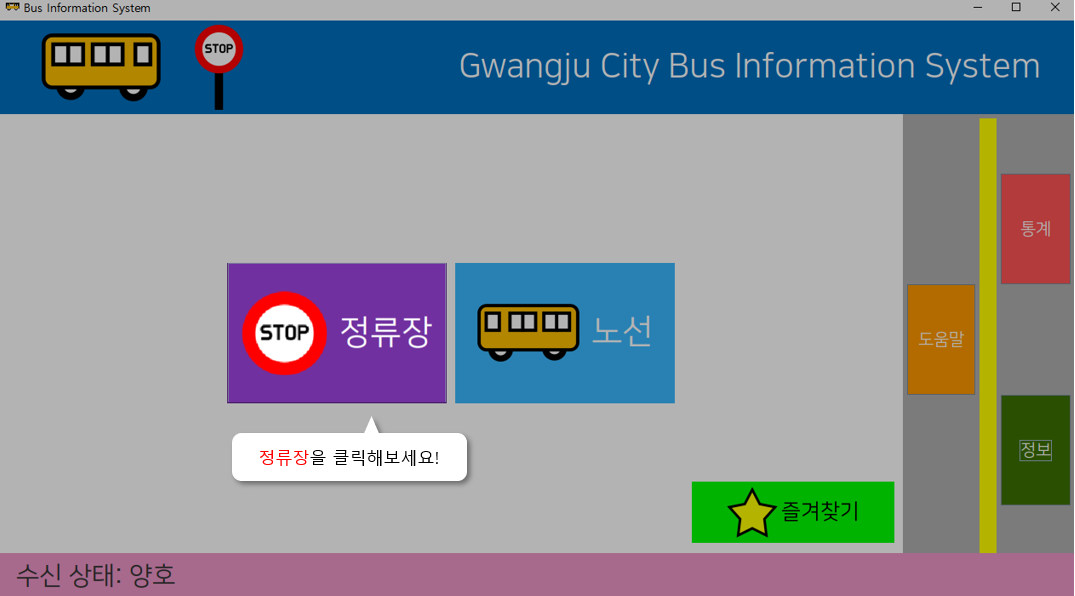 Bus Information System
STOP
Gwangju City Bus Information System
STOP
정류장
노선
정류장을 클릭해보세요!
즐겨찾기
통계
도움말
정보
수신 상태: 양호